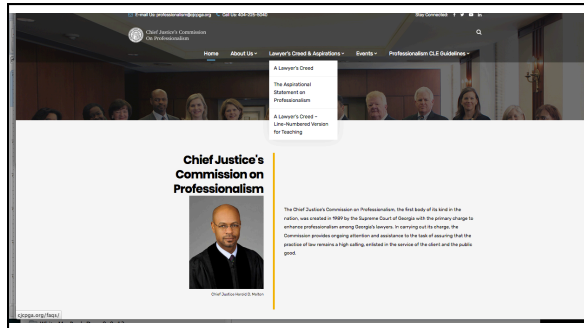 E-mail Us: professionalism@cjcpga.org Call Us: 404-225-5040 Stay Connected:
Chief Justice's Commission
On Professionalism
Home About Us Lawyer's Creed & Aspirations Events Professionalism CLE Guidelines
A Lawyer's Creed
The Aspirational
Statement on
Professionalism
A Lawyer's Creed –
Line-Numbered Version
for Teaching
Chief Justice's
Commission on
Professionalism
The Chief Justice's Commission on Professionalism, the first body of its kind in the
nation, was created in 1989 by the Supreme Court of Georgia with the primary charge to
enhance professionalism among Georgia's lawyers. In carrying out its charge, the
Commission provides ongoing attention and assistance to the task of assuring that the
practice of law remains a high calling, enlisted in the service of the client and the public
good.
Chief Justice Harold D. Melton
cjcpga.org/faqs/